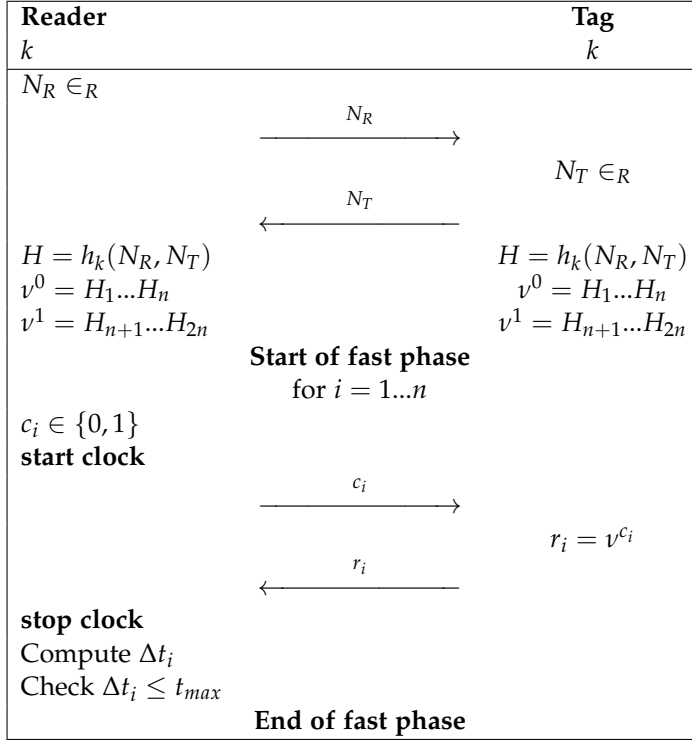 Reader Tag
k k
N_R ∈_R
N_R
N_T ∈_R
N_T
H = h_k(N_R, N_T) H = h_k(N_R, N_T)
ν^0 = H_1...H_n ν^0 = H_1...H_n
ν^1 = H_{n+1}...H_{2n} ν^1 = H_{n+1}...H_{2n}
Start of fast phase
for i = 1...n
c_i ∈ {0, 1}
start clock
c_i
r_i = ν^{c_i}
r_i
stop clock
Compute Δt_i
Check Δt_i ≤ t_{max}
End of fast phase